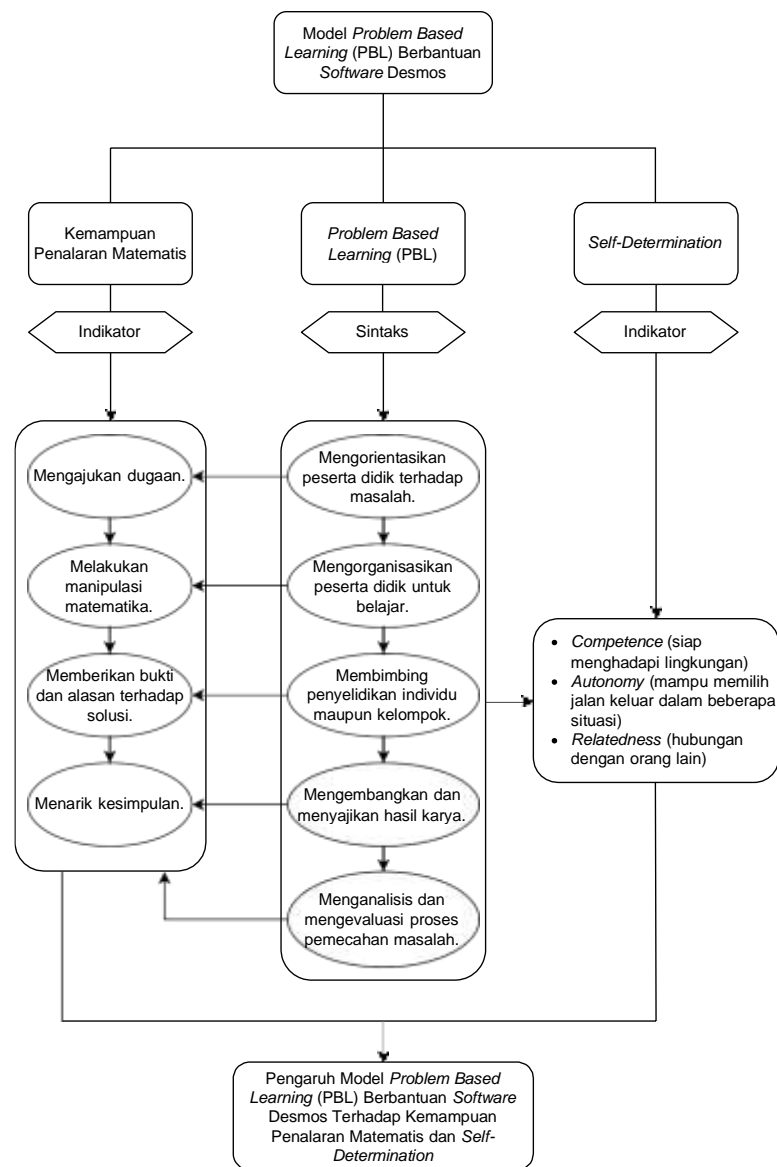 Model Problem Based
Learning (PBL) Berbantuan
Software Desmos
Kemampuan
Penalaran Matematis
Problem Based
Learning (PBL)
Self-Determination
Indikator
Sintaks
Indikator
Mengajukan dugaan.
Melakukan
manipulasi
matematika.
Memberikan bukti
dan alasan terhadap
solusi.
Menarik kesimpulan.
Mengorientasikan
peserta didik terhadap
masalah.
Mengorganisasikan
peserta didik untuk
belajar.
Membimbing
penyelidikan individu
maupun kelompok.
Mengembangkan dan
menyajikan hasil karya.
Menganalisis dan
mengevaluasi proses
pemecahan masalah.
• Competence (siap
menghadapi lingkungan)
• Autonomy (mampu memilih
jalan keluar dalam beberapa
situasi)
• Relatedness (hubungan
dengan orang lain)
Pengaruh Model Problem Based
Learning (PBL) Berbantuan Software
Desmos Terhadap Kemampuan
Penalaran Matematis dan Self-
Determination